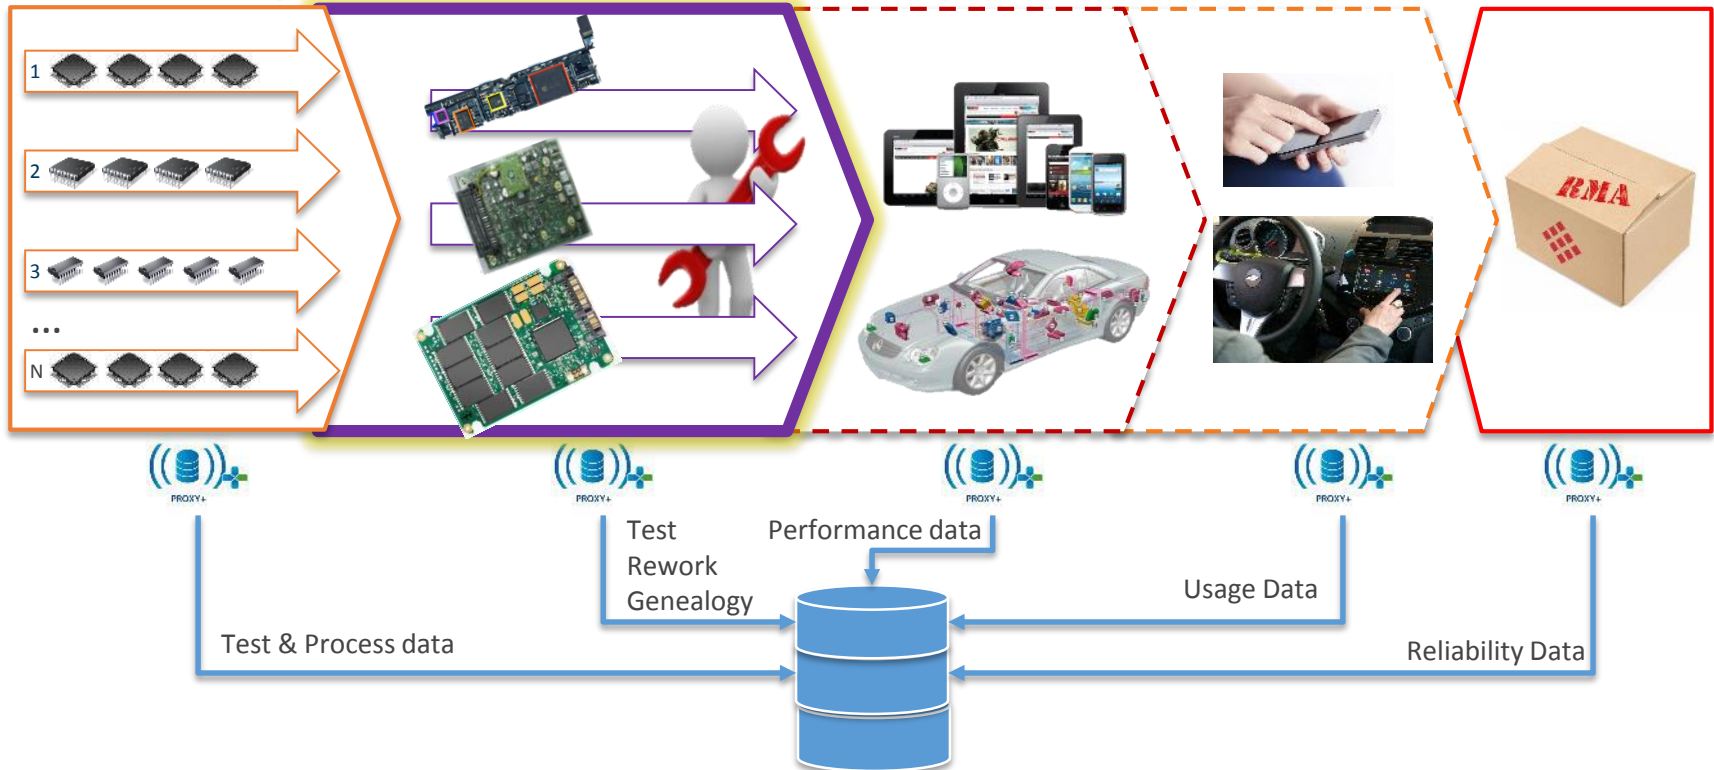 1
2
3
...
N
RMA
PROXY+
PROXY+
PROXY+
PROXY+
PROXY+
Test
Rework
Genealogy
Performance data
Usage Data
Test & Process data
Reliability Data